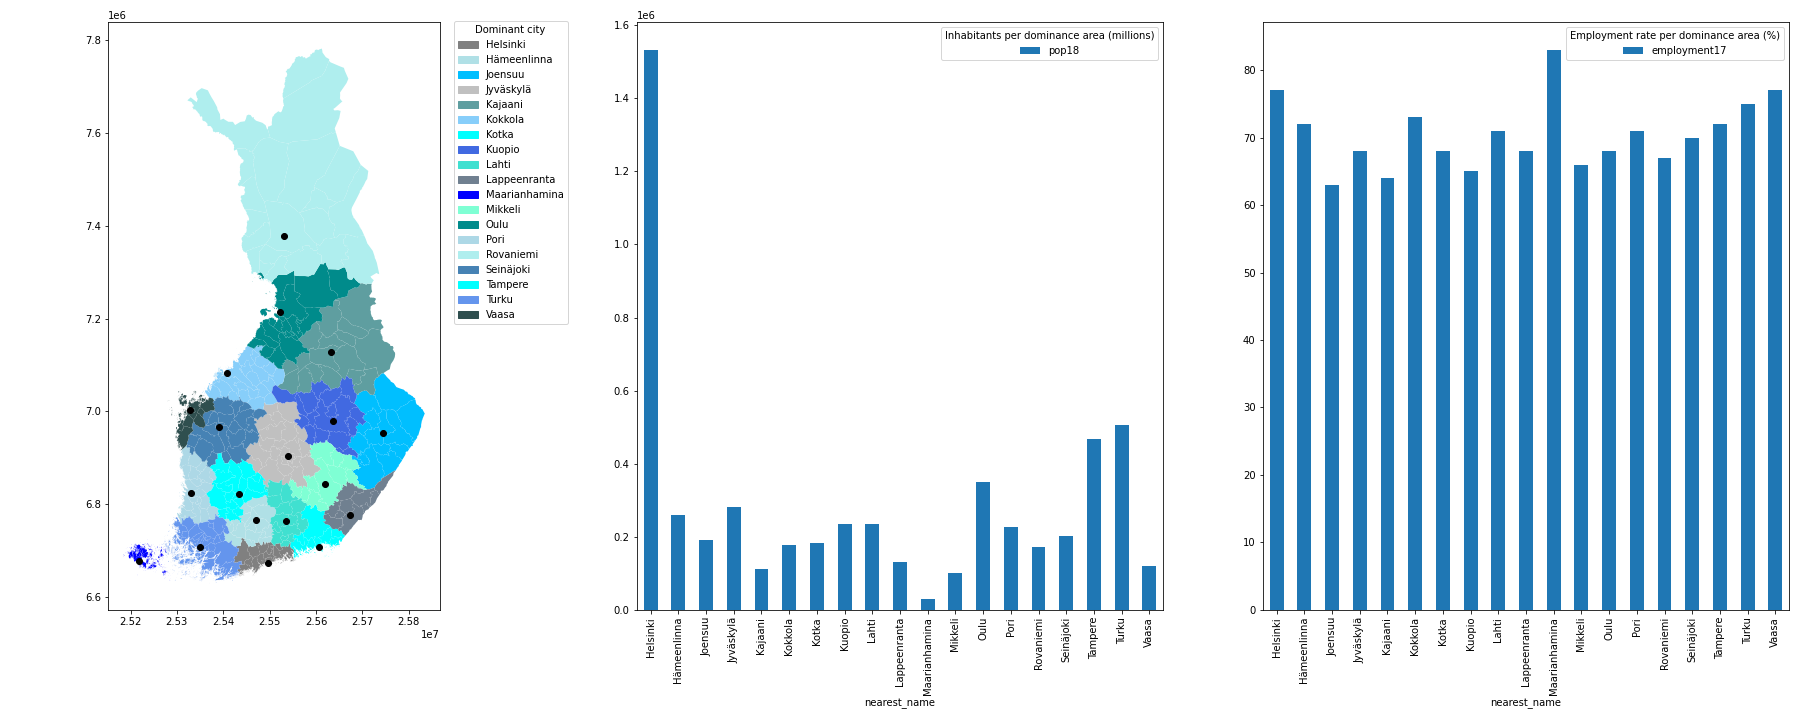 1e6
7.8
7.6
7.4
7.2
7.0
6.8
6.6
2.52 2.53 2.54 2.55 2.56 2.57 2.58
1e7
Dominant city
Helsinki
Hämeenlinna
Joensuu
Jyväskylä
Kajaani
Kokkola
Kotka
Kuopio
Lahti
Lappeenranta
Maarianhamina
Mikkeli
Oulu
Pori
Rovaniemi
Seinäjoki
Tampere
Turku
Vaasa
1e6
1.6
1.4
1.2
1.0
0.8
0.6
0.4
0.2
0.0
Inhabitants per dominance area (millions)
pop18
Helsinki
Hämeenlinna
Joensuu
Jyväskylä
Kajaani
Kokkola
Kotka
Kuopio
Lahti
Lappeenranta
Maarianhamina
Mikkeli
Oulu
Pori
Rovaniemi
Seinäjoki
Tampere
Turku
Vaasa
nearest_name
80
70
60
50
40
30
20
10
0
Employment rate per dominance area (%)
employment17
Helsinki
Hämeenlinna
Joensuu
Jyväskylä
Kajaani
Kokkola
Kotka
Kuopio
Lahti
Lappeenranta
Maarianhamina
Mikkeli
Oulu
Pori
Rovaniemi
Seinäjoki
Tampere
Turku
Vaasa
nearest_name